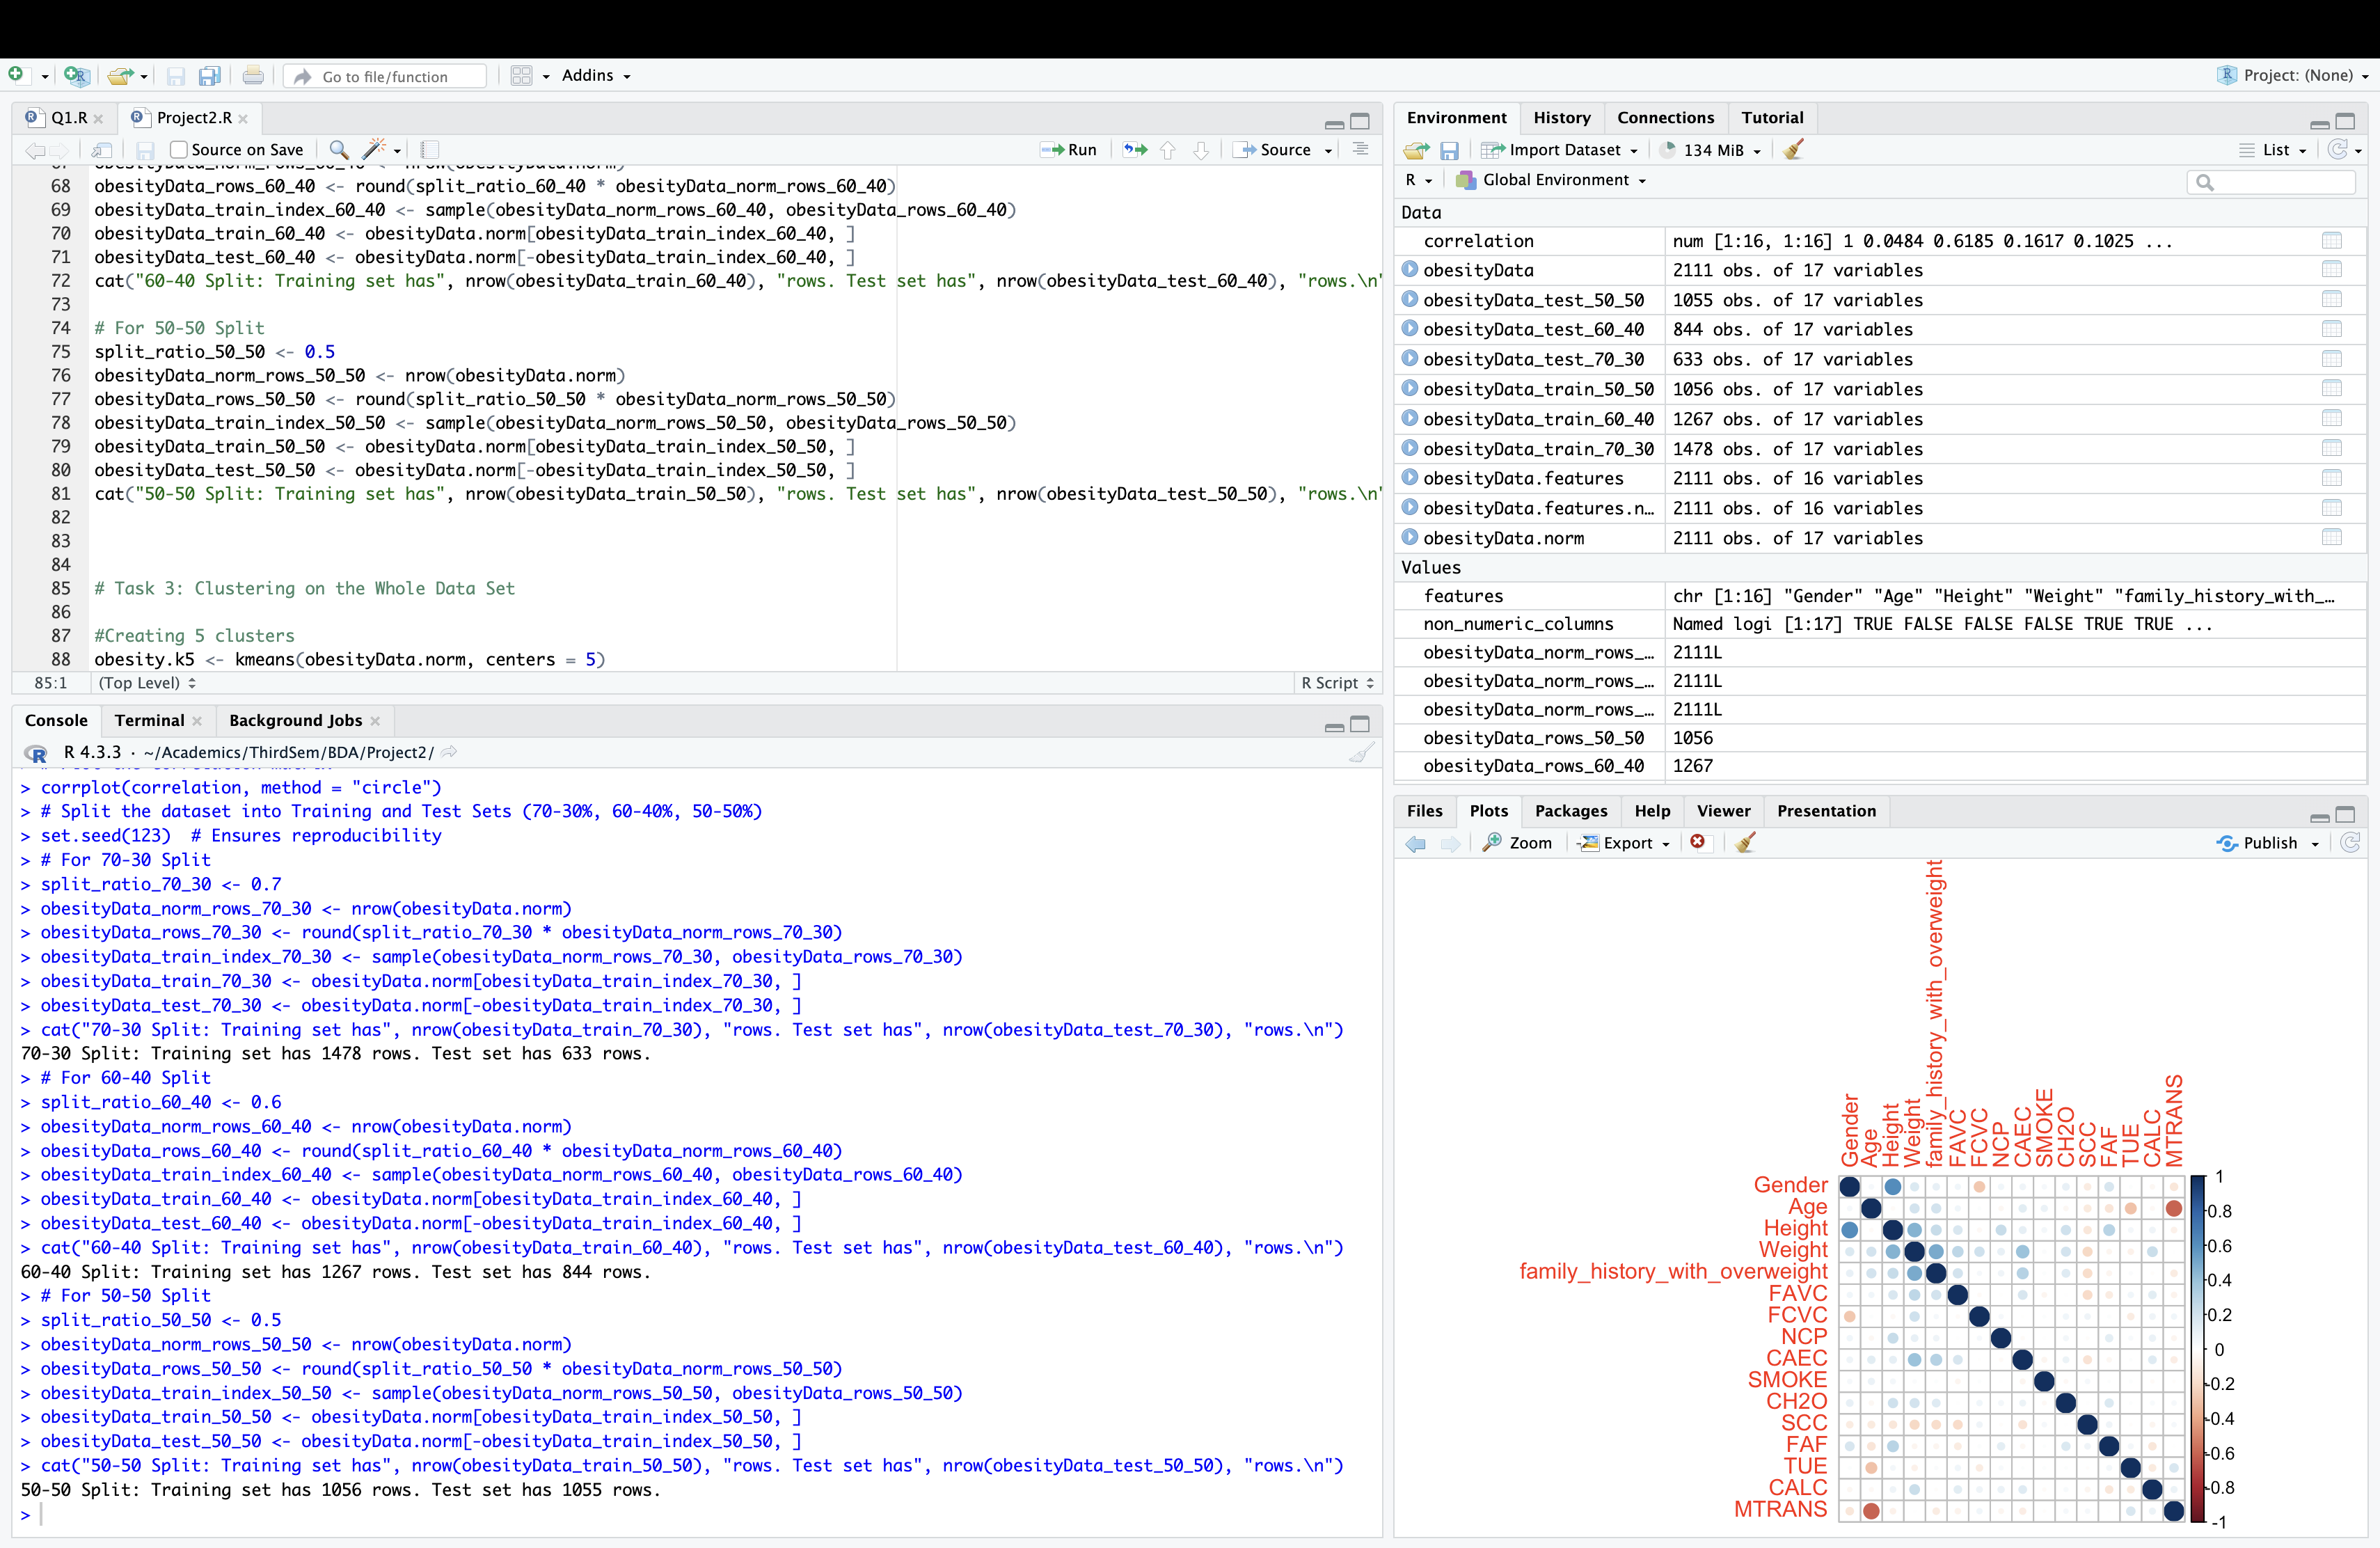 Go to file/function
Addins
Project: (None)
Q1.R
Project2.R
Source on Save
Run
Source
68 obesityData_rows_60_40 <- round(split_ratio_60_40 * obesityData_norm_rows_60_40)
69 obesityData_train_index_60_40 <- sample(obesityData_norm_rows_60_40, obesityData_rows_60_40)
70 obesityData_train_60_40 <- obesityData.norm[obesityData_train_index_60_40, ]
71 obesityData_test_60_40 <- obesityData.norm[-obesityData_train_index_60_40, ]
72 cat("60-40 Split: Training set has", nrow(obesityData_train_60_40), "rows. Test set has", nrow(obesityData_test_60_40), "rows.\n"
73
74 # For 50-50 Split
75 split_ratio_50_50 <- 0.5
76 obesityData_norm_rows_50_50 <- nrow(obesityData.norm)
77 obesityData_rows_50_50 <- round(split_ratio_50_50 * obesityData_norm_rows_50_50)
78 obesityData_train_index_50_50 <- sample(obesityData_norm_rows_50_50, obesityData_rows_50_50)
79 obesityData_train_50_50 <- obesityData.norm[obesityData_train_index_50_50, ]
80 obesityData_test_50_50 <- obesityData.norm[-obesityData_train_index_50_50, ]
81 cat("50-50 Split: Training set has", nrow(obesityData_train_50_50), "rows. Test set has", nrow(obesityData_test_50_50), "rows.\n"
82
83
84
85 # Task 3: Clustering on the Whole Data Set
86
87 #Creating 5 clusters
88 obesity.k5 <- kmeans(obesityData.norm, centers = 5)
85:1 (Top Level) R Script
Console Terminal Background Jobs
R 4.3.3 · ~/Academics/ThirdSem/BDA/Project2/
> corrplot(correlation, method = "circle")
> # Split the dataset into Training and Test Sets (70-30%, 60-40%, 50-50%)
> set.seed(123)  # Ensures reproducibility
> # For 70-30 Split
> split_ratio_70_30 <- 0.7
> obesityData_norm_rows_70_30 <- nrow(obesityData.norm)
> obesityData_rows_70_30 <- round(split_ratio_70_30 * obesityData_norm_rows_70_30)
> obesityData_train_index_70_30 <- sample(obesityData_norm_rows_70_30, obesityData_rows_70_30)
> obesityData_train_70_30 <- obesityData.norm[obesityData_train_index_70_30, ]
> obesityData_test_70_30 <- obesityData.norm[-obesityData_train_index_70_30, ]
> cat("70-30 Split: Training set has", nrow(obesityData_train_70_30), "rows. Test set has", nrow(obesityData_test_70_30), "rows.\n")
70-30 Split: Training set has 1478 rows. Test set has 633 rows.
> # For 60-40 Split
> split_ratio_60_40 <- 0.6
> obesityData_norm_rows_60_40 <- nrow(obesityData.norm)
> obesityData_rows_60_40 <- round(split_ratio_60_40 * obesityData_norm_rows_60_40)
> obesityData_train_index_60_40 <- sample(obesityData_norm_rows_60_40, obesityData_rows_60_40)
> obesityData_train_60_40 <- obesityData.norm[obesityData_train_index_60_40, ]
> obesityData_test_60_40 <- obesityData.norm[-obesityData_train_index_60_40, ]
> cat("60-40 Split: Training set has", nrow(obesityData_train_60_40), "rows. Test set has", nrow(obesityData_test_60_40), "rows.\n")
60-40 Split: Training set has 1267 rows. Test set has 844 rows.
> # For 50-50 Split
> split_ratio_50_50 <- 0.5
> obesityData_norm_rows_50_50 <- nrow(obesityData.norm)
> obesityData_rows_50_50 <- round(split_ratio_50_50 * obesityData_norm_rows_50_50)
> obesityData_train_index_50_50 <- sample(obesityData_norm_rows_50_50, obesityData_rows_50_50)
> obesityData_train_50_50 <- obesityData.norm[obesityData_train_index_50_50, ]
> obesityData_test_50_50 <- obesityData.norm[-obesityData_train_index_50_50, ]
> cat("50-50 Split: Training set has", nrow(obesityData_train_50_50), "rows. Test set has", nrow(obesityData_test_50_50), "rows.\n")
50-50 Split: Training set has 1056 rows. Test set has 1055 rows.
>
Environment History Connections Tutorial
Import Dataset 134 MiB List
R Global Environment
Data
correlation num [1:16, 1:16] 1 0.0484 0.6185 0.1617 0.1025 ...
obesityData 2111 obs. of 17 variables
obesityData_test_50_50 1055 obs. of 17 variables
obesityData_test_60_40 844 obs. of 17 variables
obesityData_test_70_30 633 obs. of 17 variables
obesityData_train_50_50 1056 obs. of 17 variables
obesityData_train_60_40 1267 obs. of 17 variables
obesityData_train_70_30 1478 obs. of 17 variables
obesityData.features 2111 obs. of 16 variables
obesityData.features.n… 2111 obs. of 16 variables
obesityData.norm 2111 obs. of 17 variables
Values
features chr [1:16] "Gender" "Age" "Height" "Weight" "family_history_with_…
non_numeric_columns Named logi [1:17] TRUE FALSE FALSE FALSE TRUE TRUE ...
obesityData_norm_rows_… 2111L
obesityData_norm_rows_… 2111L
obesityData_norm_rows_… 2111L
obesityData_rows_50_50 1056
obesityData_rows_60_40 1267
Files Plots Packages Help Viewer Presentation
Zoom Export Publish
Gender
Age
Height
Weight
family_history_with_overweight
FAVC
FCVC
NCP
CAEC
SMOKE
CH2O
SCC
FAF
TUE
CALC
MTRANS
Gender
Age
Height
Weight
family_history_with_overweight
FAVC
FCVC
NCP
CAEC
SMOKE
CH2O
SCC
FAF
TUE
CALC
MTRANS
1
0.8
0.6
0.4
0.2
0
-0.2
-0.4
-0.6
-0.8
-1